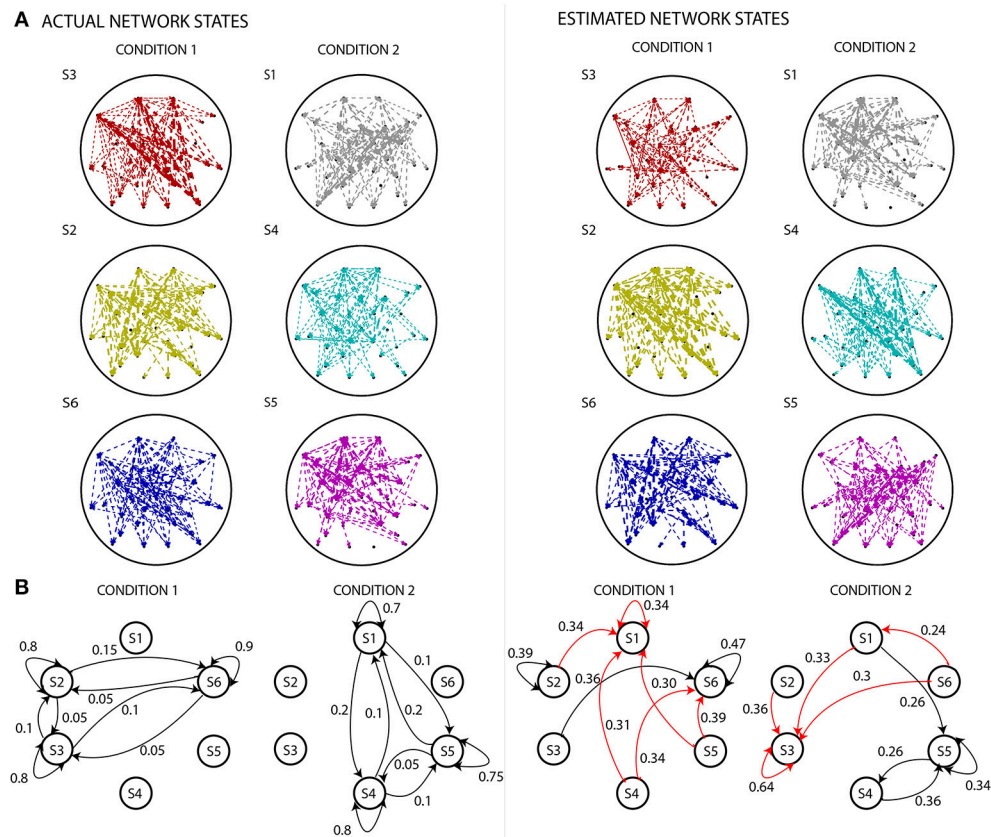 A ACTUAL NETWORK STATES
ESTIMATED NETWORK STATES
CONDITION 1
CONDITION 2
CONDITION 1
CONDITION 2
S3
S1
S3
S1
S2
S4
S2
S4
S6
S5
S6
S5
B
CONDITION 1
CONDITION 2
CONDITION 1
CONDITION 2
S1
0.8
0.15
0.9
S2
S6
0.05
0.05
0.1
0.1
S3
0.05
S5
0.8
S4
0.7
S1
0.1
S2
S6
0.2
0.1
0.2
S3
S5
0.05
0.75
S4
0.1
0.8
0.34
S1
0.34
0.39
0.47
S2
0.36
S6
0.30
0.31
0.39
S3
S5
0.34
S4
S1
0.24
0.33
S2
0.3
S6
0.36
0.26
S3
S5
0.26
0.64
0.34
S4
0.36